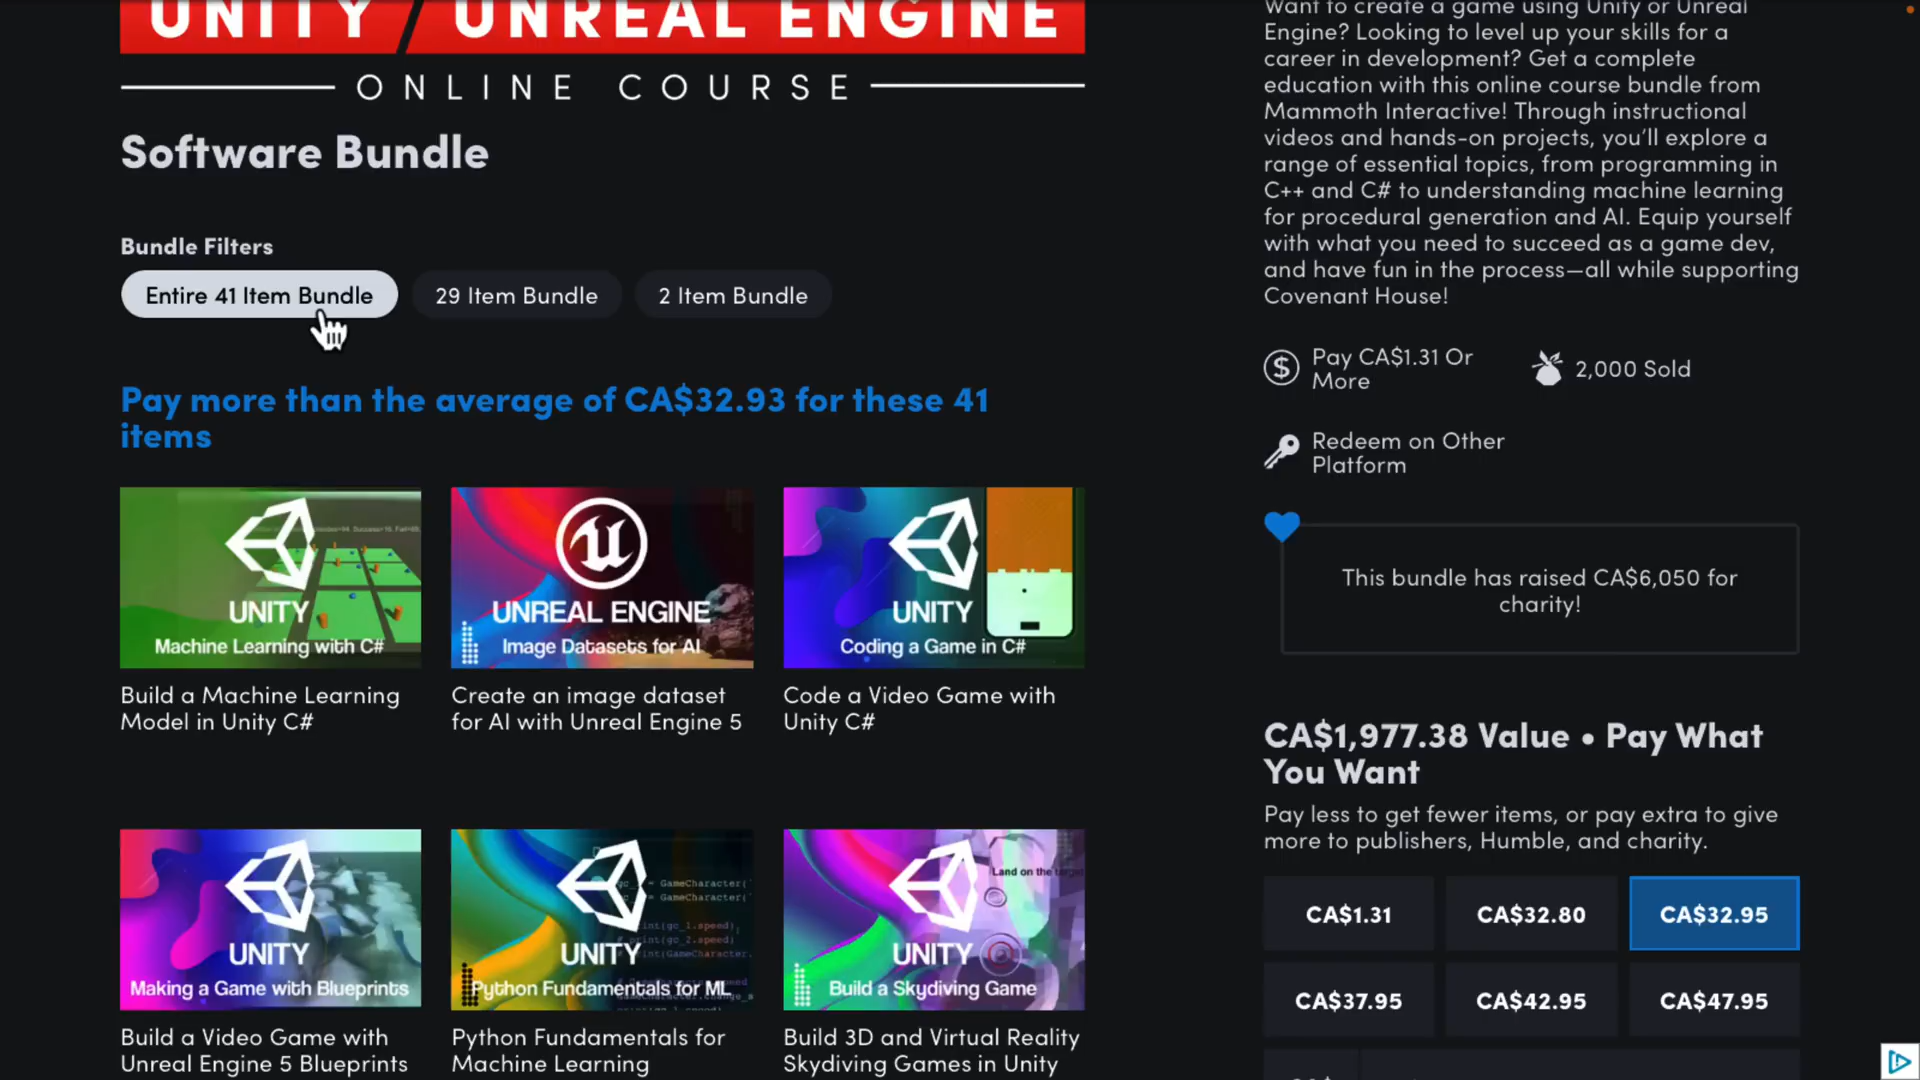 UNITY / UNREAL ENGINE
ONLINE COURSE
Software Bundle
Bundle Filters
Entire 41 Item Bundle
29 Item Bundle
2 Item Bundle
Pay more than the average of CA$32.93 for these 41
items
UNITY
Machine Learning with C#
UNREAL ENGINE
Image Datasets for AI
UNITY
Coding a Game in C#
Build a Machine Learning
Model in Unity C#
Create an image dataset
for AI with Unreal Engine 5
Code a Video Game with
Unity C#
UNITY
Making a Game with Blueprints
UNITY
Python Fundamentals for ML
Land on the
UNITY
Build a Skydiving Game
Build a Video Game with
Unreal Engine 5 Blueprints
Python Fundamentals for
Machine Learning
Build 3D and Virtual Reality
Skydiving Games in Unity
Want to create a game using Unity or Unreal
Engine? Looking to level up your skills for a
career in development? Get a complete
education with this online course bundle from
Mammoth Interactive! Through instructional
videos and hands-on projects, you'll explore a
range of essential topics, from programming in
C++ and C# to understanding machine learning
for procedural generation and AI. Equip yourself
with what you need to succeed as a game dev,
and have fun in the process—all while supporting
Covenant House!
Pay CA$1.31 Or
More
2,000 Sold
Redeem on Other
Platform
This bundle has raised CA$6,050 for
charity!
CA$1,977.38 Value • Pay What
You Want
Pay less to get fewer items, or pay extra to give
more to publishers, Humble, and charity.
CA$1.31
CA$32.80
CA$32.95
CA$37.95
CA$42.95
CA$47.95